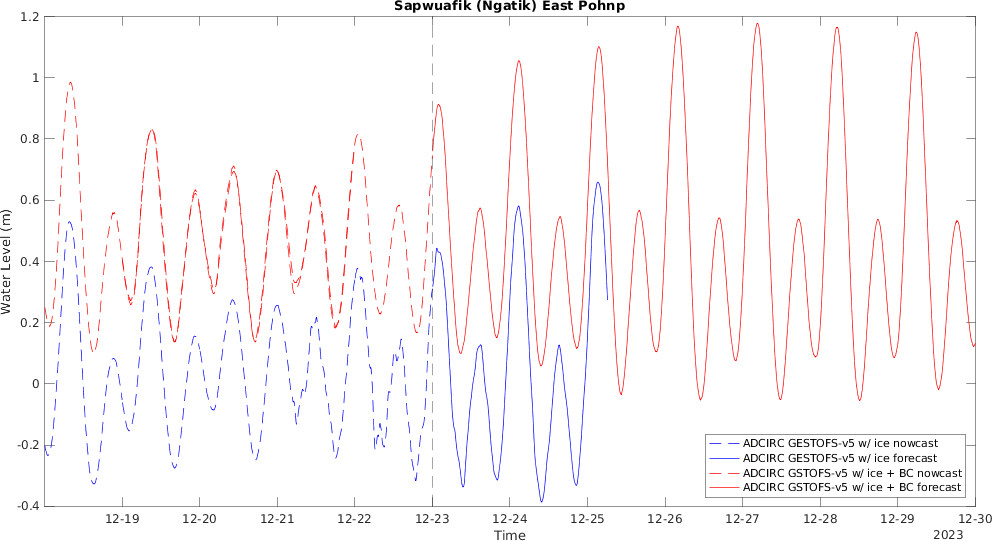 Sapwuafik (Ngatik) East Pohnp
Water Level (m)
1.2
1
0.8
0.6
0.4
0.2
0
-0.2
-0.4
12-19 12-20 12-21 12-22 12-23 12-24 12-25 12-26 12-27 12-28 12-29 12-30
Time
2023
ADCIRC GESTOFS-v5 w/ ice nowcast
ADCIRC GESTOFS-v5 w/ ice forecast
ADCIRC GSTOFS-v5 w/ ice + BC nowcast
ADCIRC GSTOFS-v5 w/ ice + BC forecast